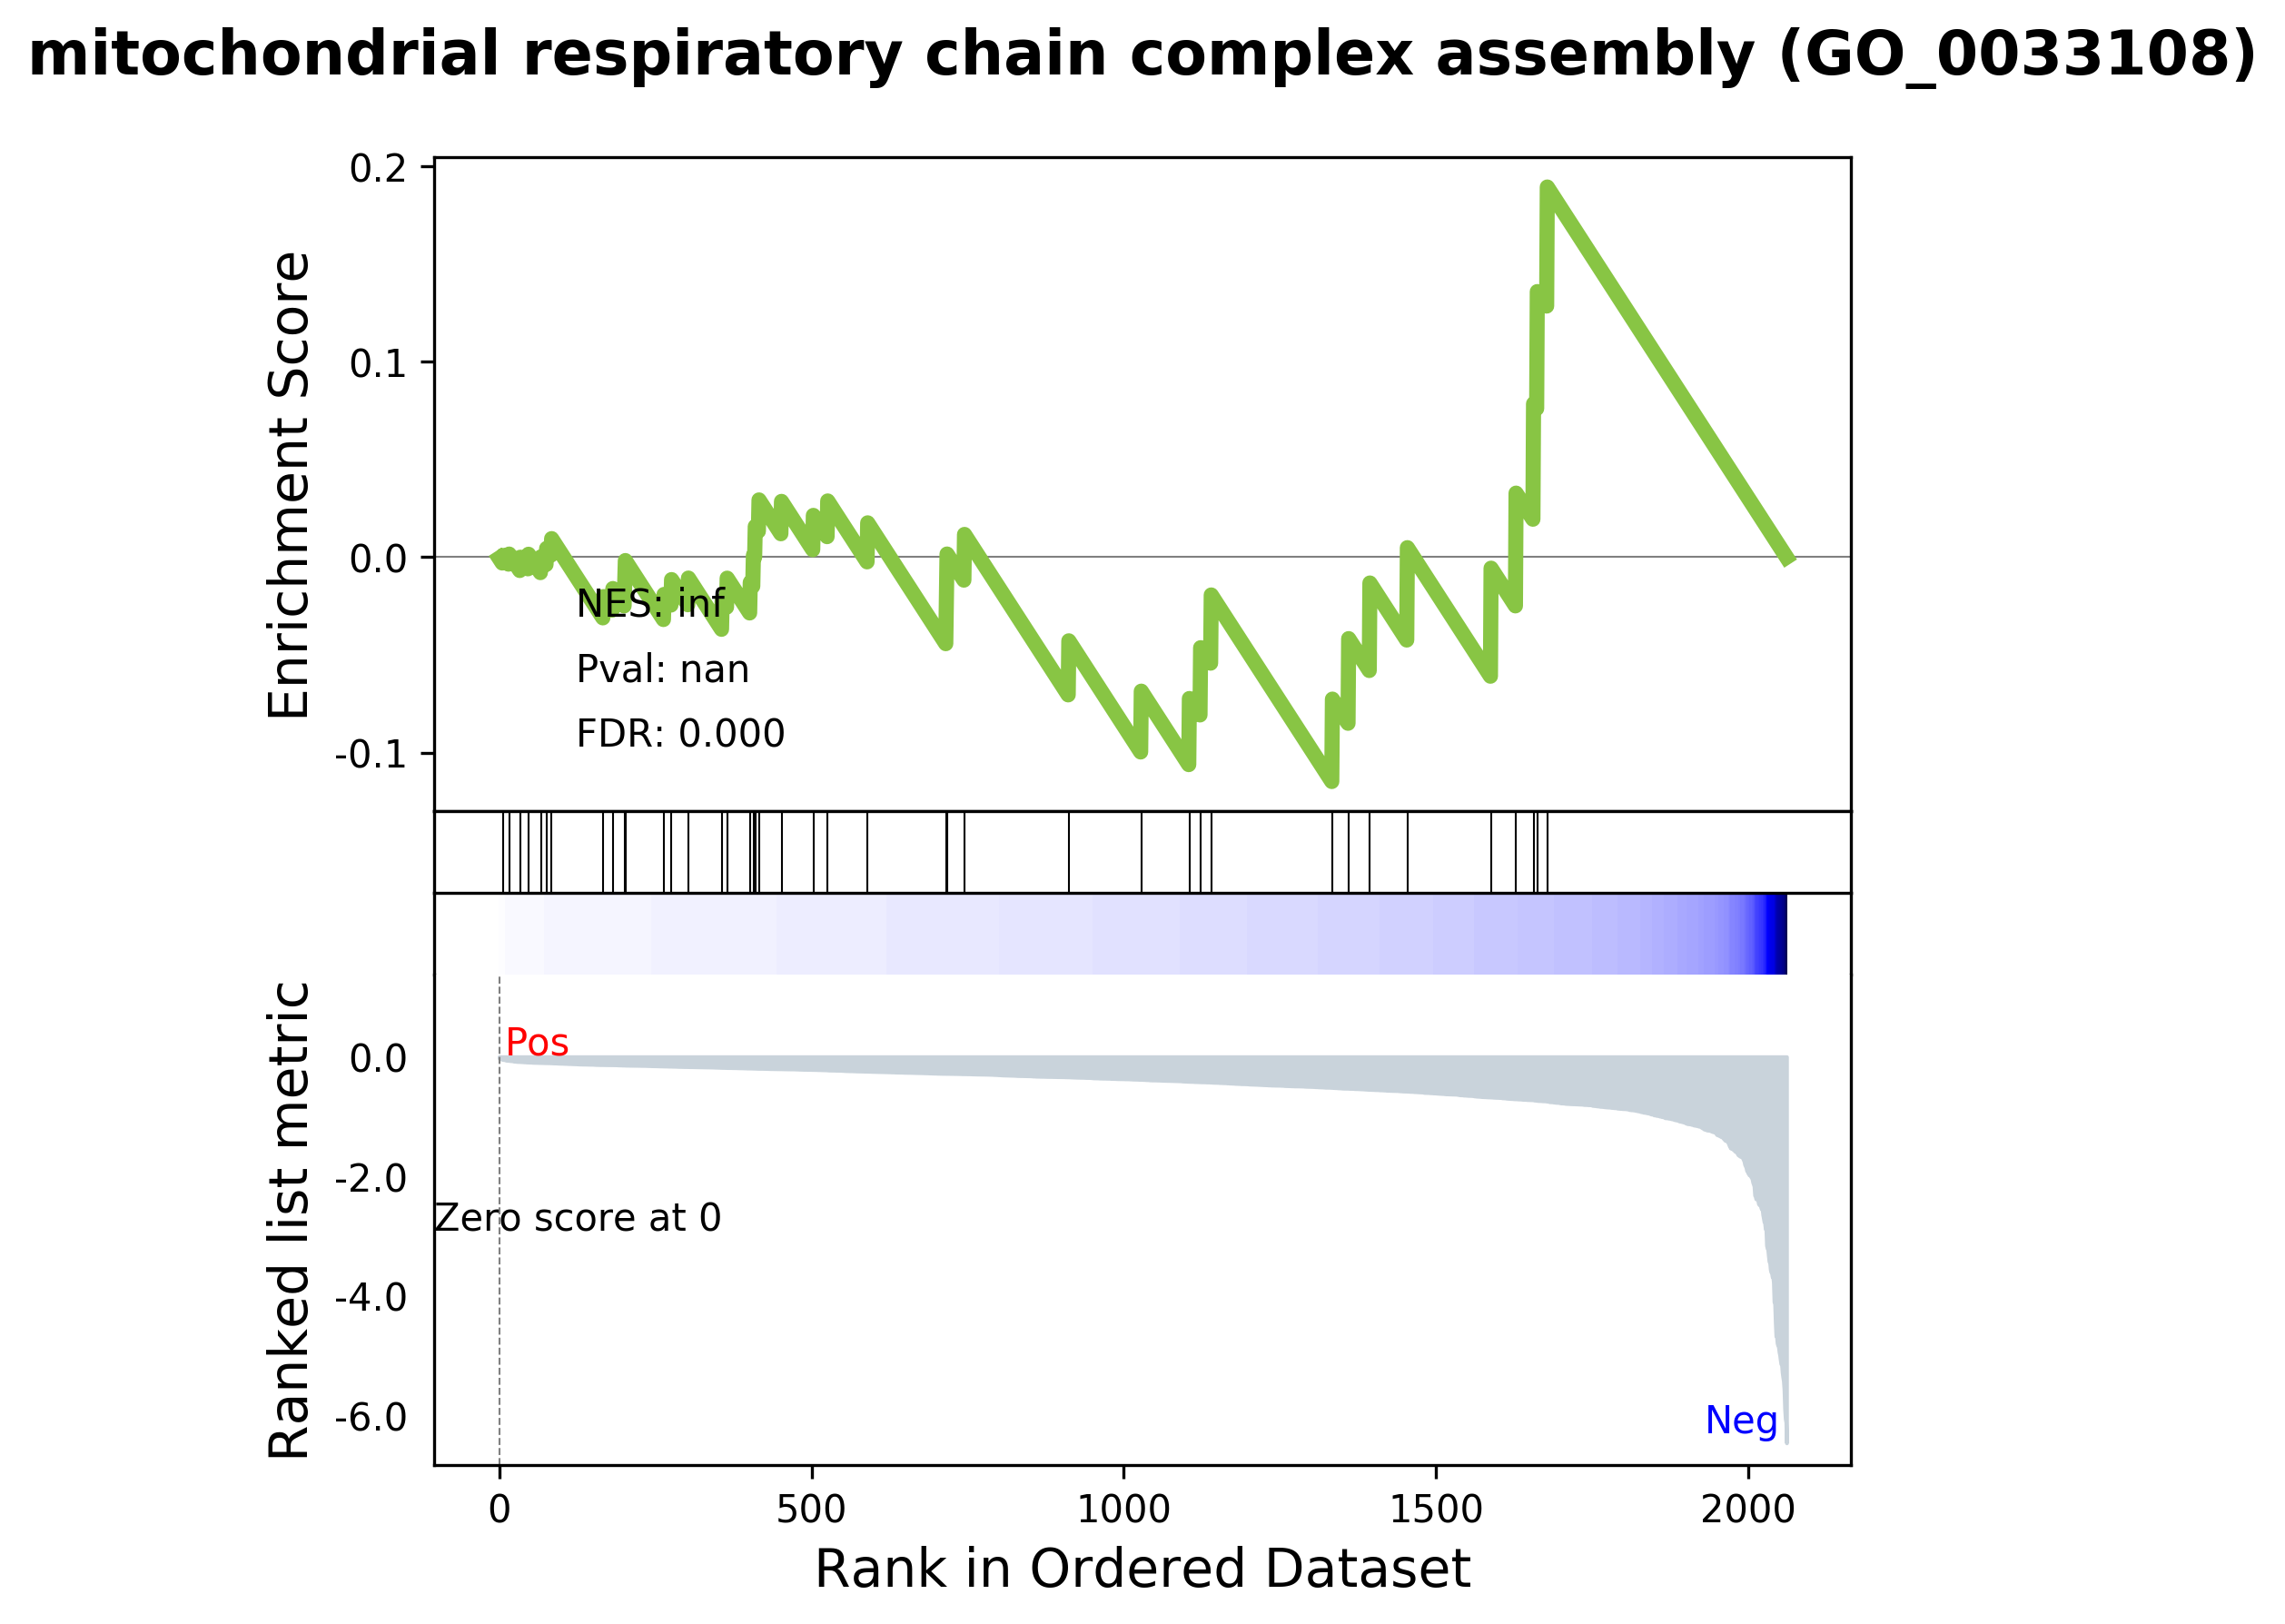 mitochondrial respiratory chain complex assembly (GO_0033108)
Enrichment Score
0.2
0.1
0.0
-0.1
NES: inf
Pval: nan
FDR: 0.000
Ranked list metric
0.0
-2.0
-4.0
-6.0
Pos
Zero score at 0
Neg
0 500 1000 1500 2000
Rank in Ordered Dataset